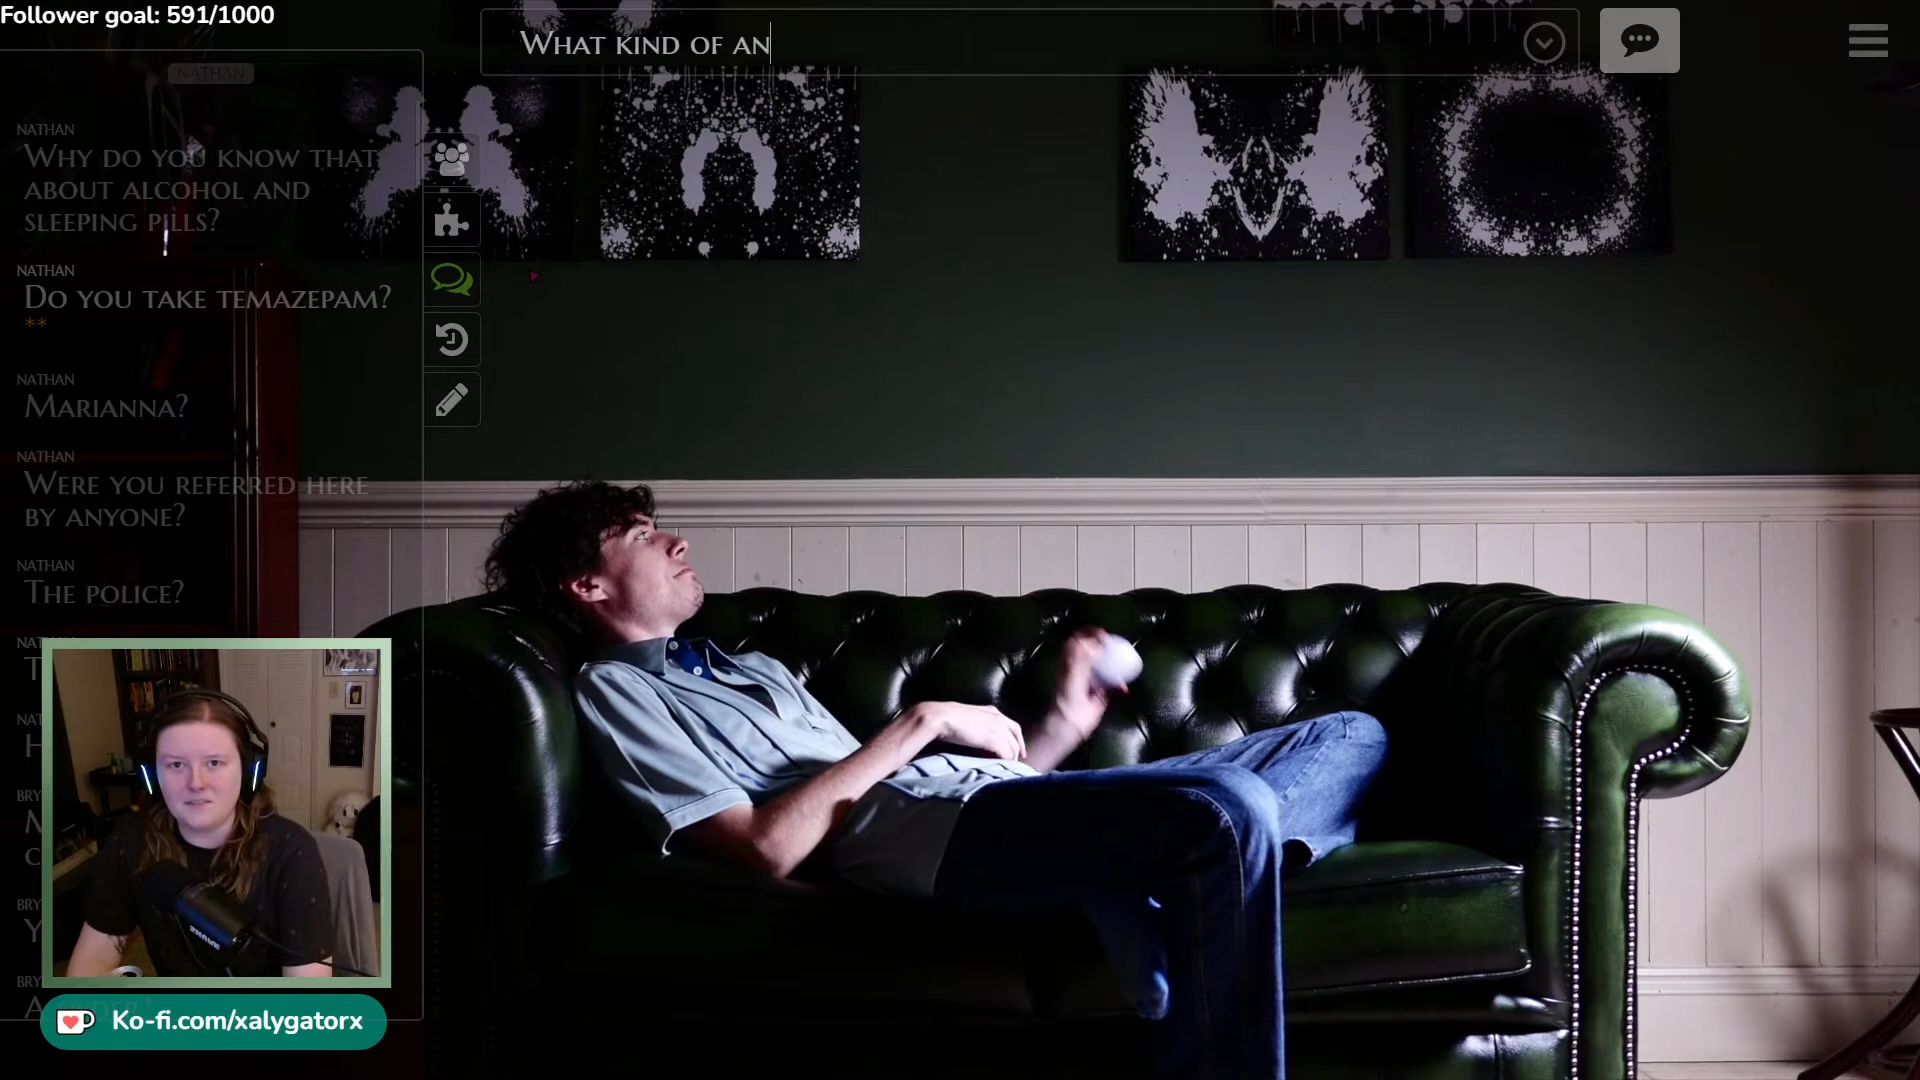 Follower goal: 591/1000
What kind of an
NATHAN
NATHAN
Why do you know that
about alcohol and
sleeping pills?
NATHAN
Do you take temazepam?
**
NATHAN
Marianna?
NATHAN
Were you referred here
by anyone?
NATHAN
The police?
Ko-fi.com/xalygatorx